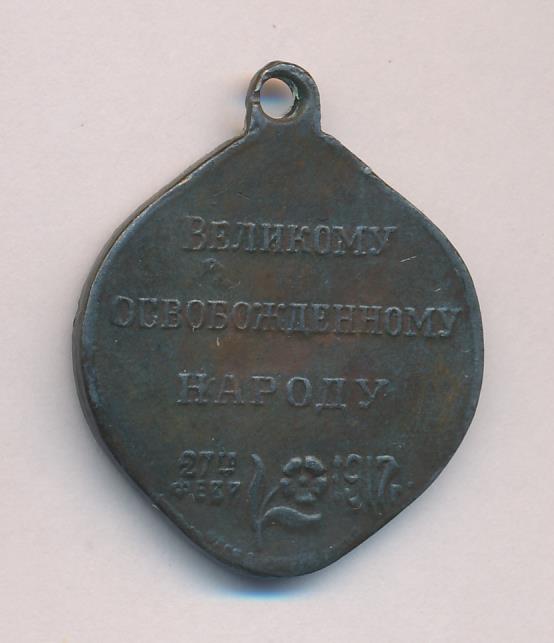 ВЕЛИКОМУ
ОСВОБОЖДЕННОМУ
НАРОДУ
27го 1917г.
ФЕВР